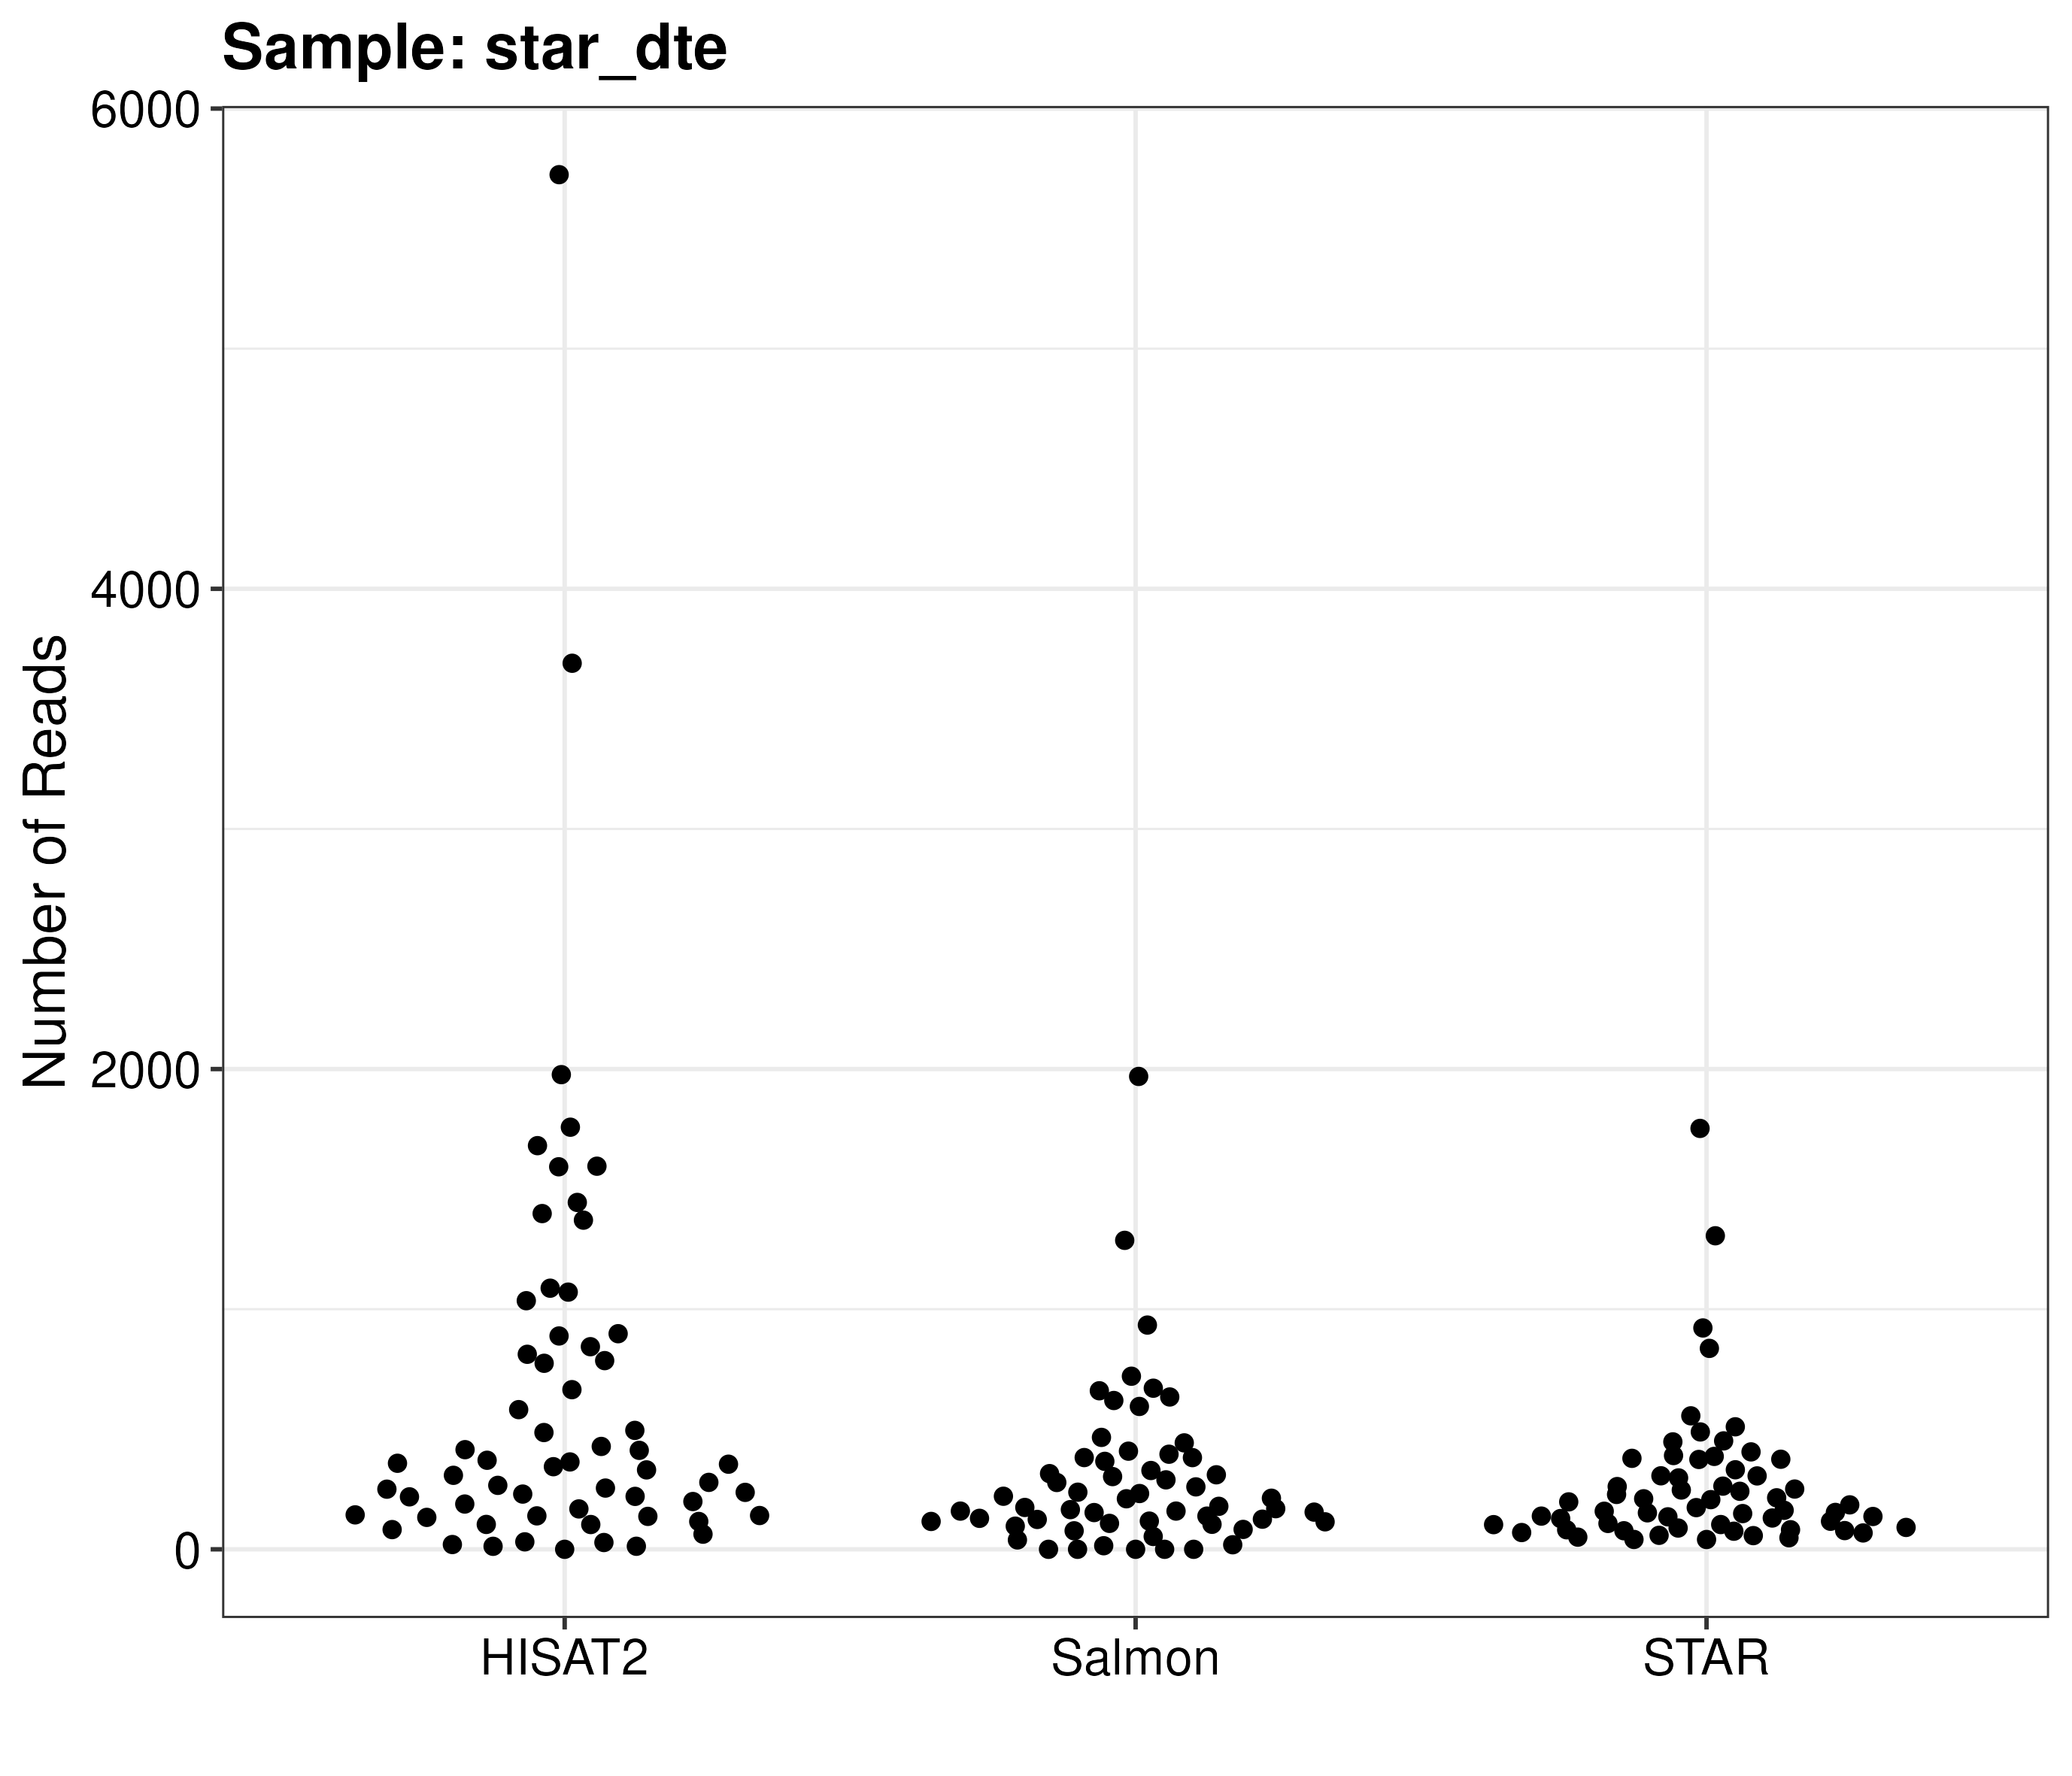 Sample: star_dte
6000
4000
2000
0
Number of Reads
HISAT2
Salmon
STAR